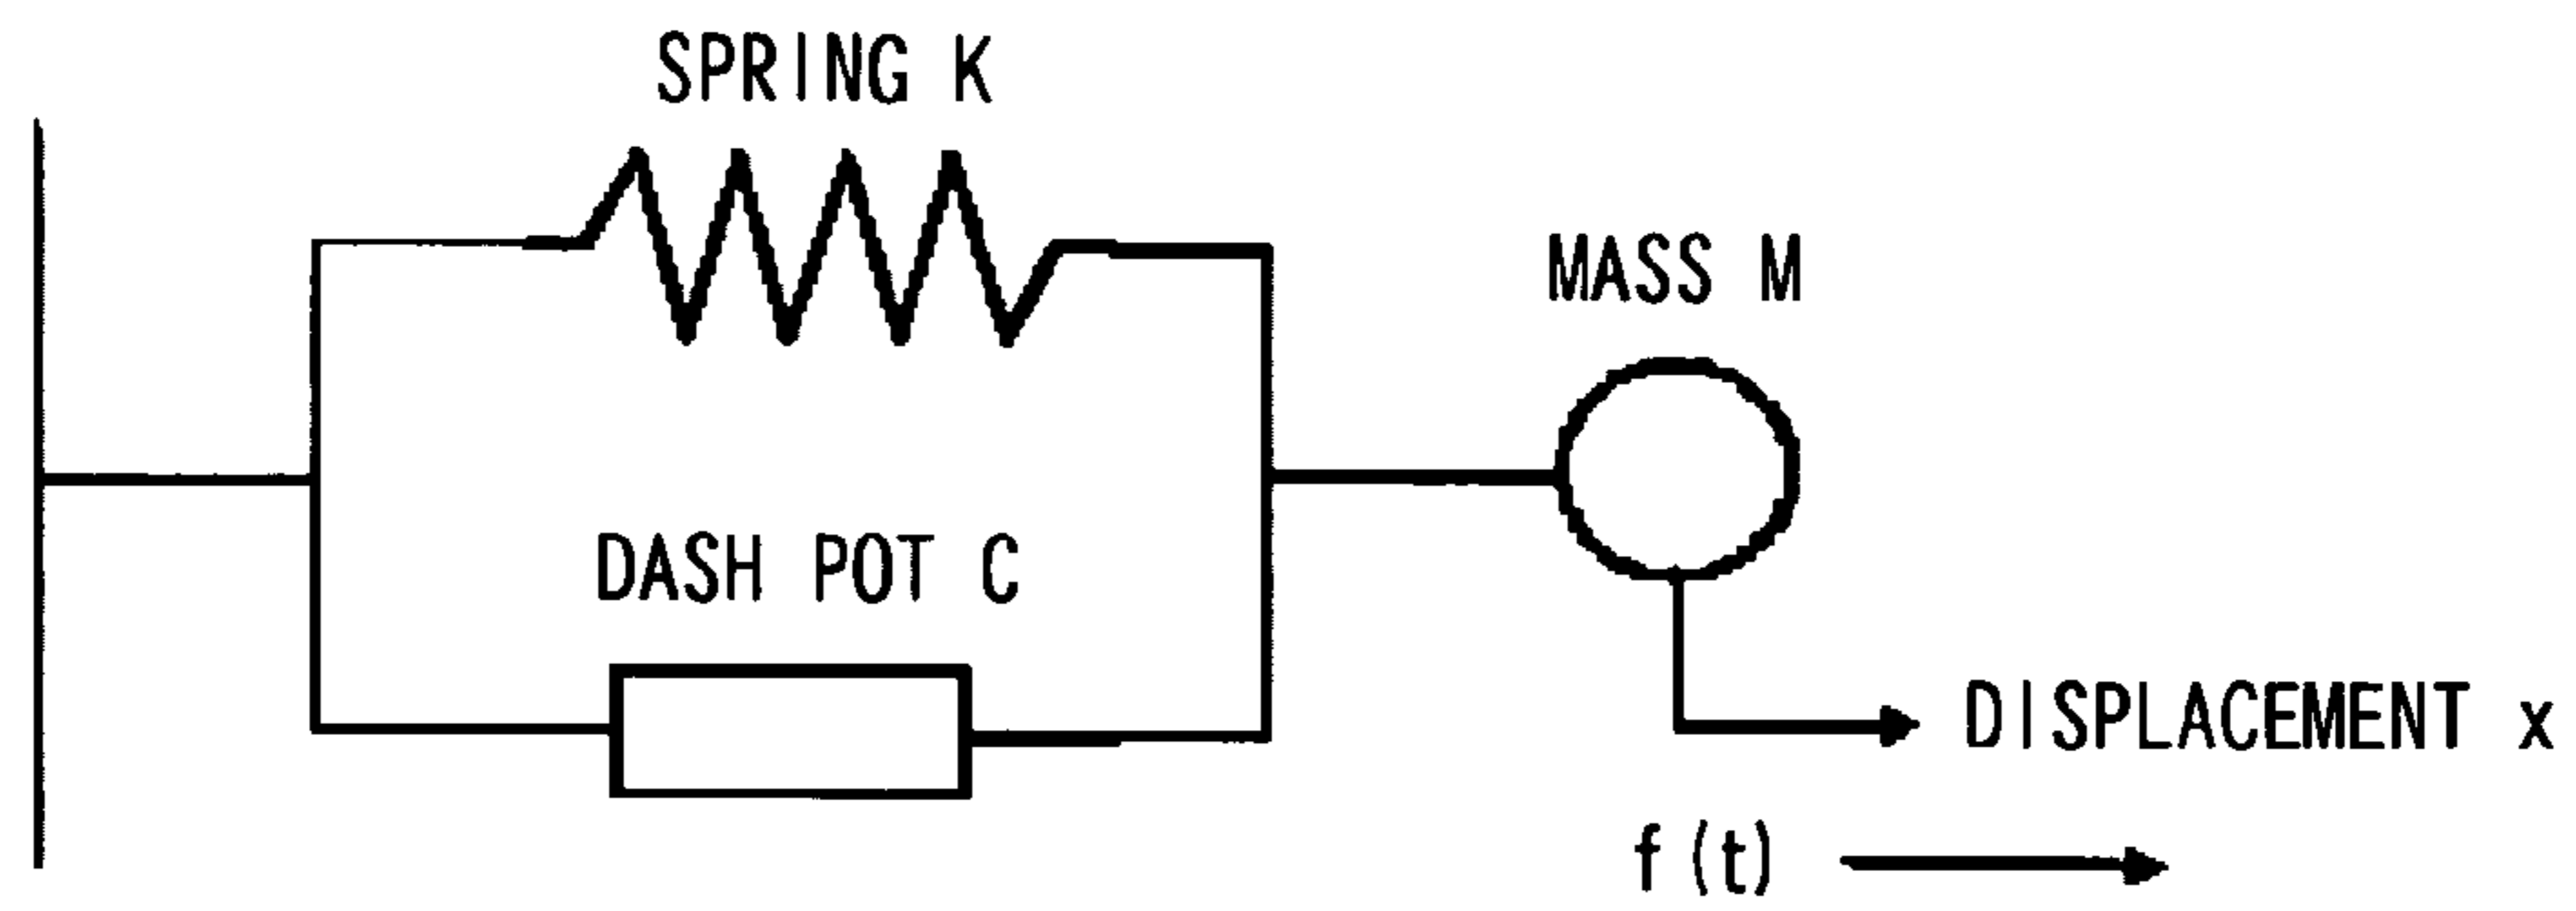 SPRING K
MASS M
DASH POT C
DISPLACEMENT x
f(t)